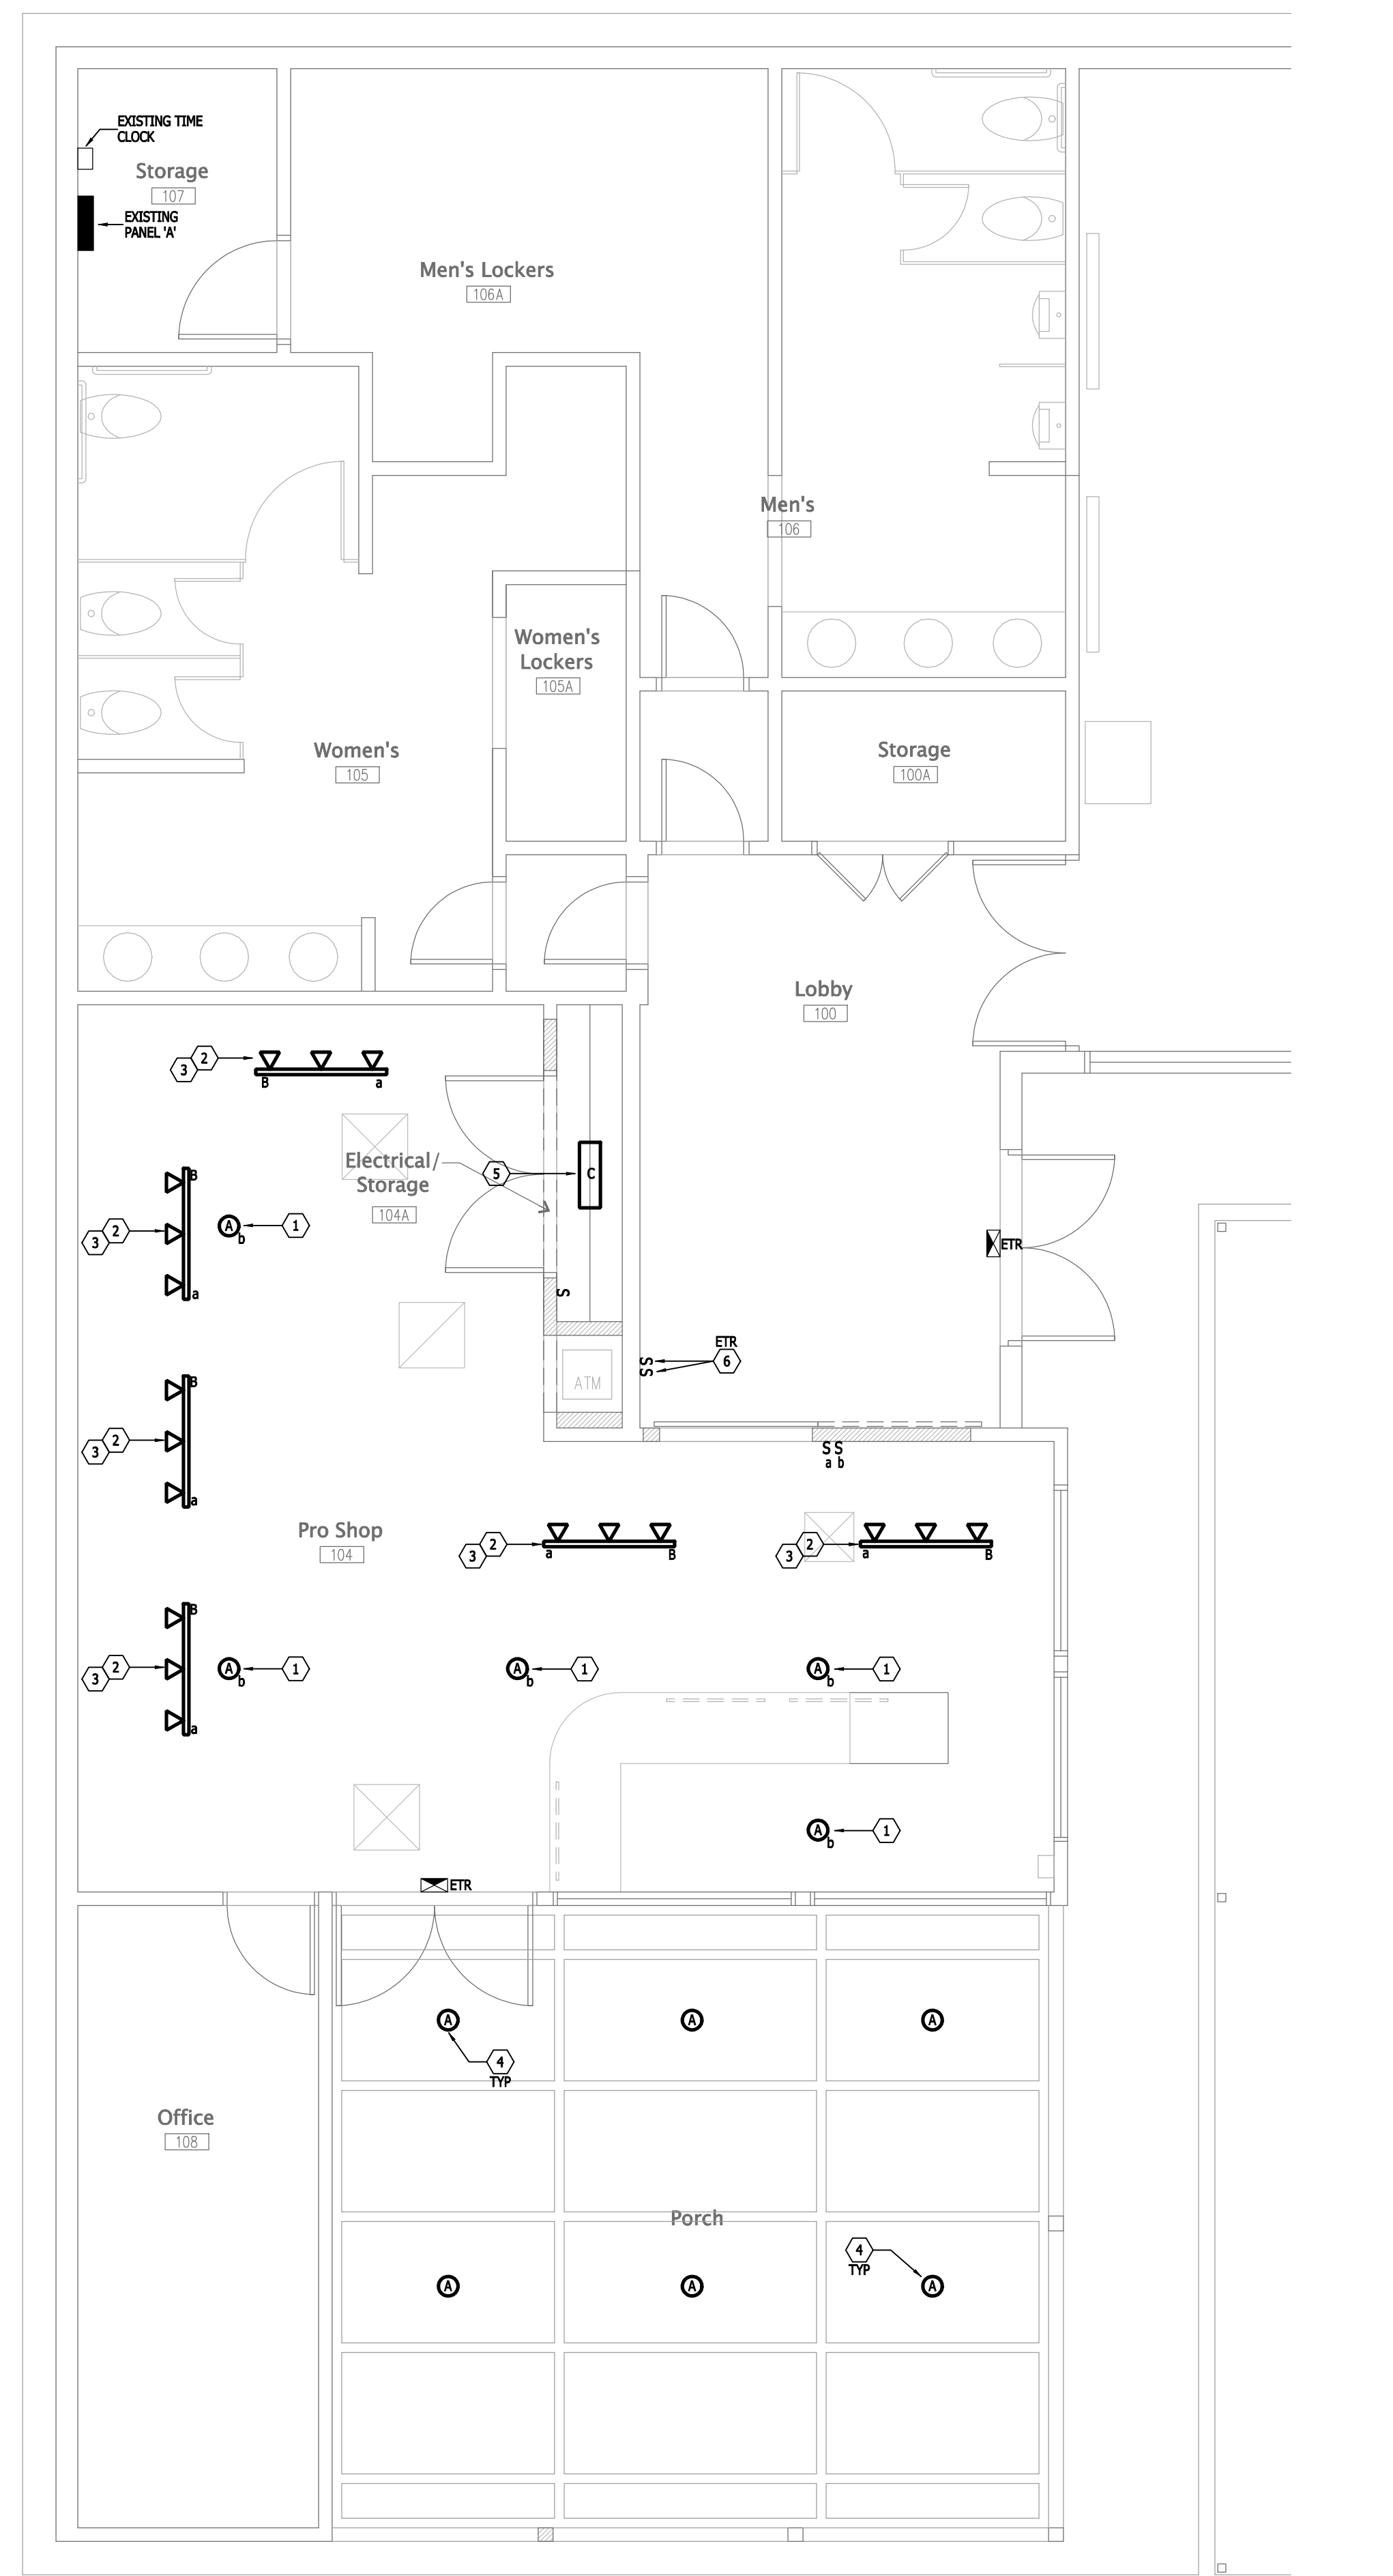 EXISTING TIME
CLOCK
Storage
107
EXISTING
PANEL 'A'
Men's Lockers
106A
Men's
106
Women's
Lockers
105A
Women's
105
Storage
100A
Lobby
100
2
3
B a
Electrical/
Storage
104A
5
C
B
2
3
A
b
1
a
ETR
S
ETR
6
S
S
B
2
3
a
S S
a b
Pro Shop
104
2
3
a B
2
3
a B
ATM
B
2
3
a
A
b
1
A
b
1
A
b
1
A
b
1
ETR
A
A
A
4
TYP
Office
108
Porch
4
TYP
A
A
A